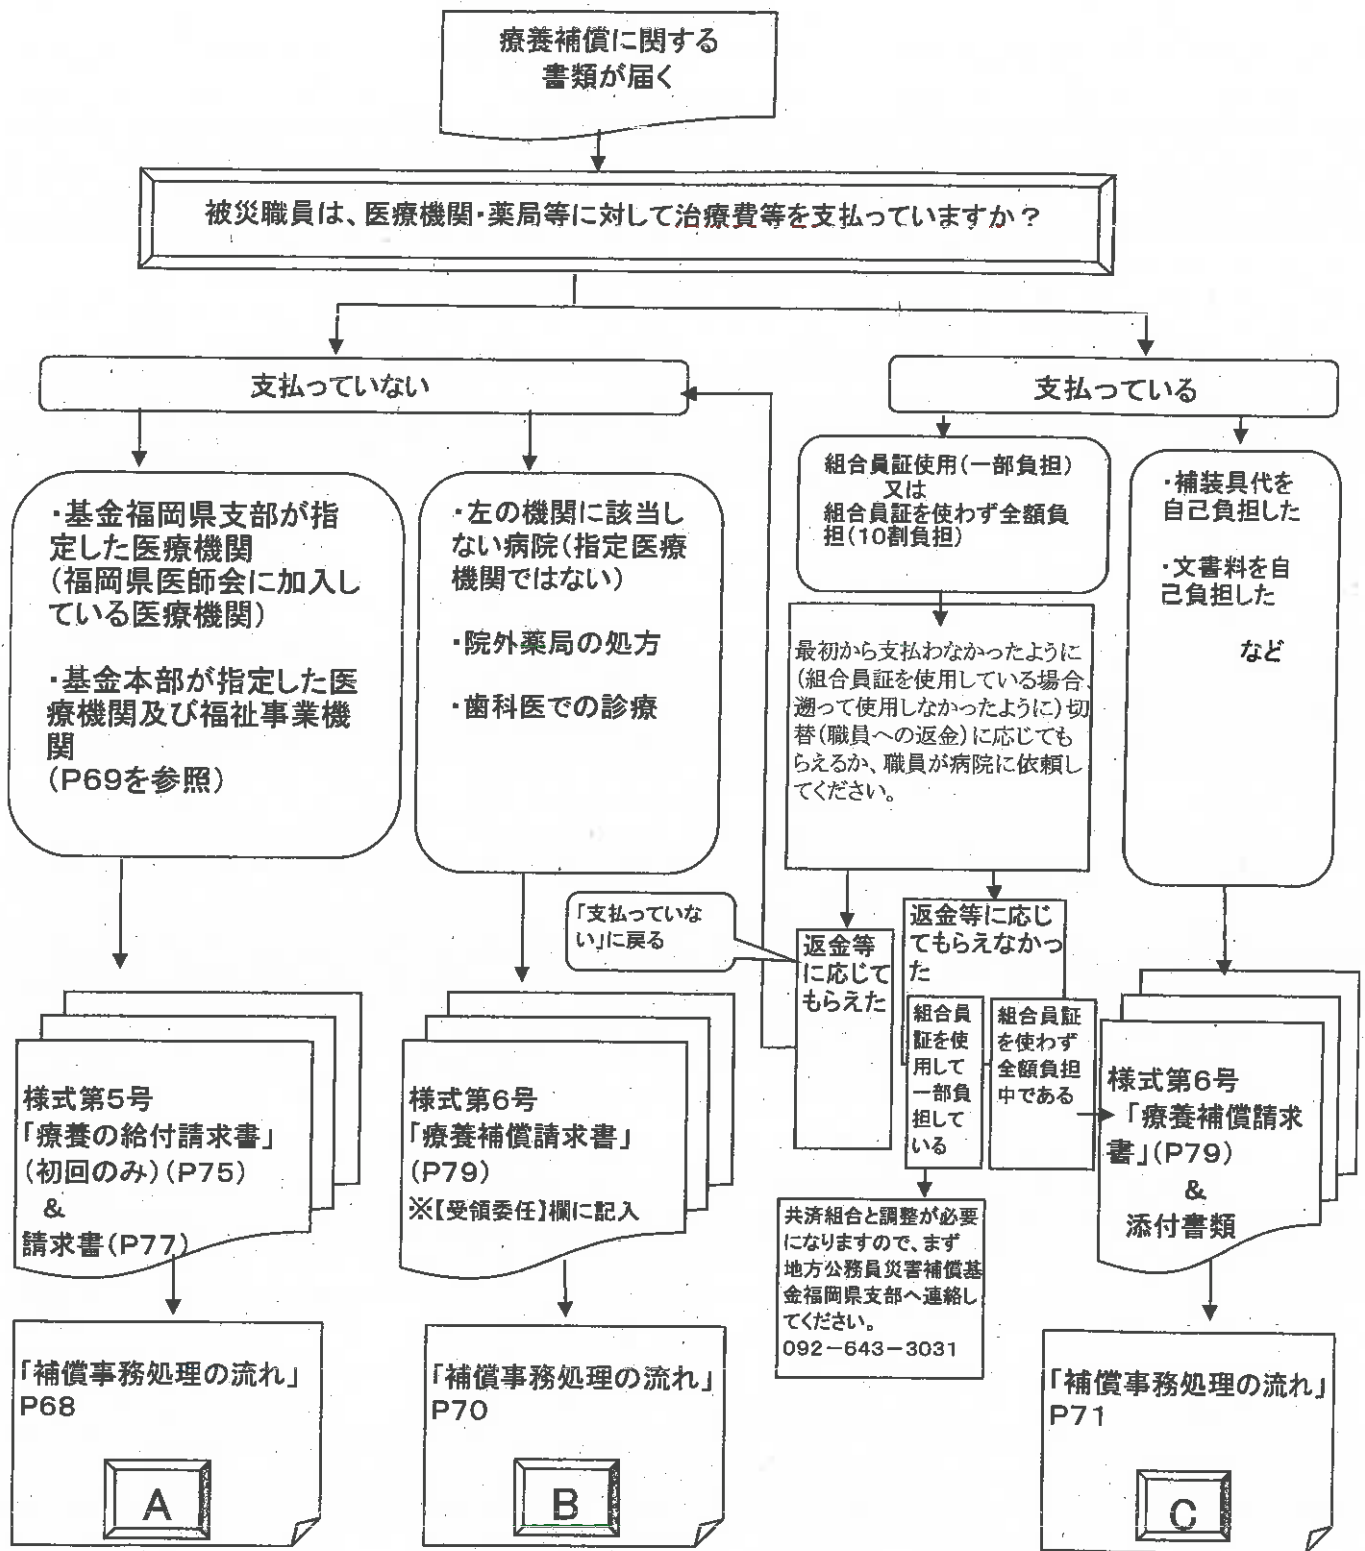 療養補償に関する
書類が届く
被災職員は、医療機関・薬局等に対して治療費等を支払っていますか？
支払っていない
支払っている
・基金福岡県支部が指
定した医療機関
(福岡県医師会に加入し
ている医療機関)
・基金本部が指定した医
療機関及び福祉事業機
関
(P69を参照)
・左の機関に該当し
ない病院(指定医療
機関ではない)
・院外薬局の処方
・歯科医での診療
組合員証使用(一部負担)
又は
組合員証を使わず全額負
担(10割負担)
・補装具代を
自己負担した
・文書料を自
己負担した
など
最初から支払わなかったように
(組合員証を使用している場合、
遡って使用しなかったように)切
替(職員への返金)に応じても
らえるか、職員が病院に依頼し
てください。
「支払っていな
い」に戻る
返金等
に応じて
もらえた
返金等に応じ
てもらえなかっ
た
組合員
証を使
用して
一部負
担して
いる
組合員証
を使わず
全額負担
中である
様式第5号
「療養の給付請求書」
(初回のみ)(P75)
&
請求書(P77)
様式第6号
「療養補償請求書」
(P79)
※【受領委任】欄に記入
様式第6号
「療養補償請求
書」(P79)
&
添付書類
共済組合と調整が必要
になりますので、まず
地方公務員災害補償基
金福岡県支部へ連絡し
てください。
092-643-3031
「補償事務処理の流れ」
P68
A
「補償事務処理の流れ」
P70
B
「補償事務処理の流れ」
P71
C